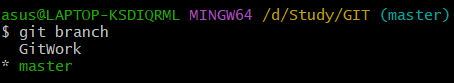 asus@LAPTOP-KSDIQRML MINGW64 /d/Study/GIT (master)
$ git branch
  GitWork
* master